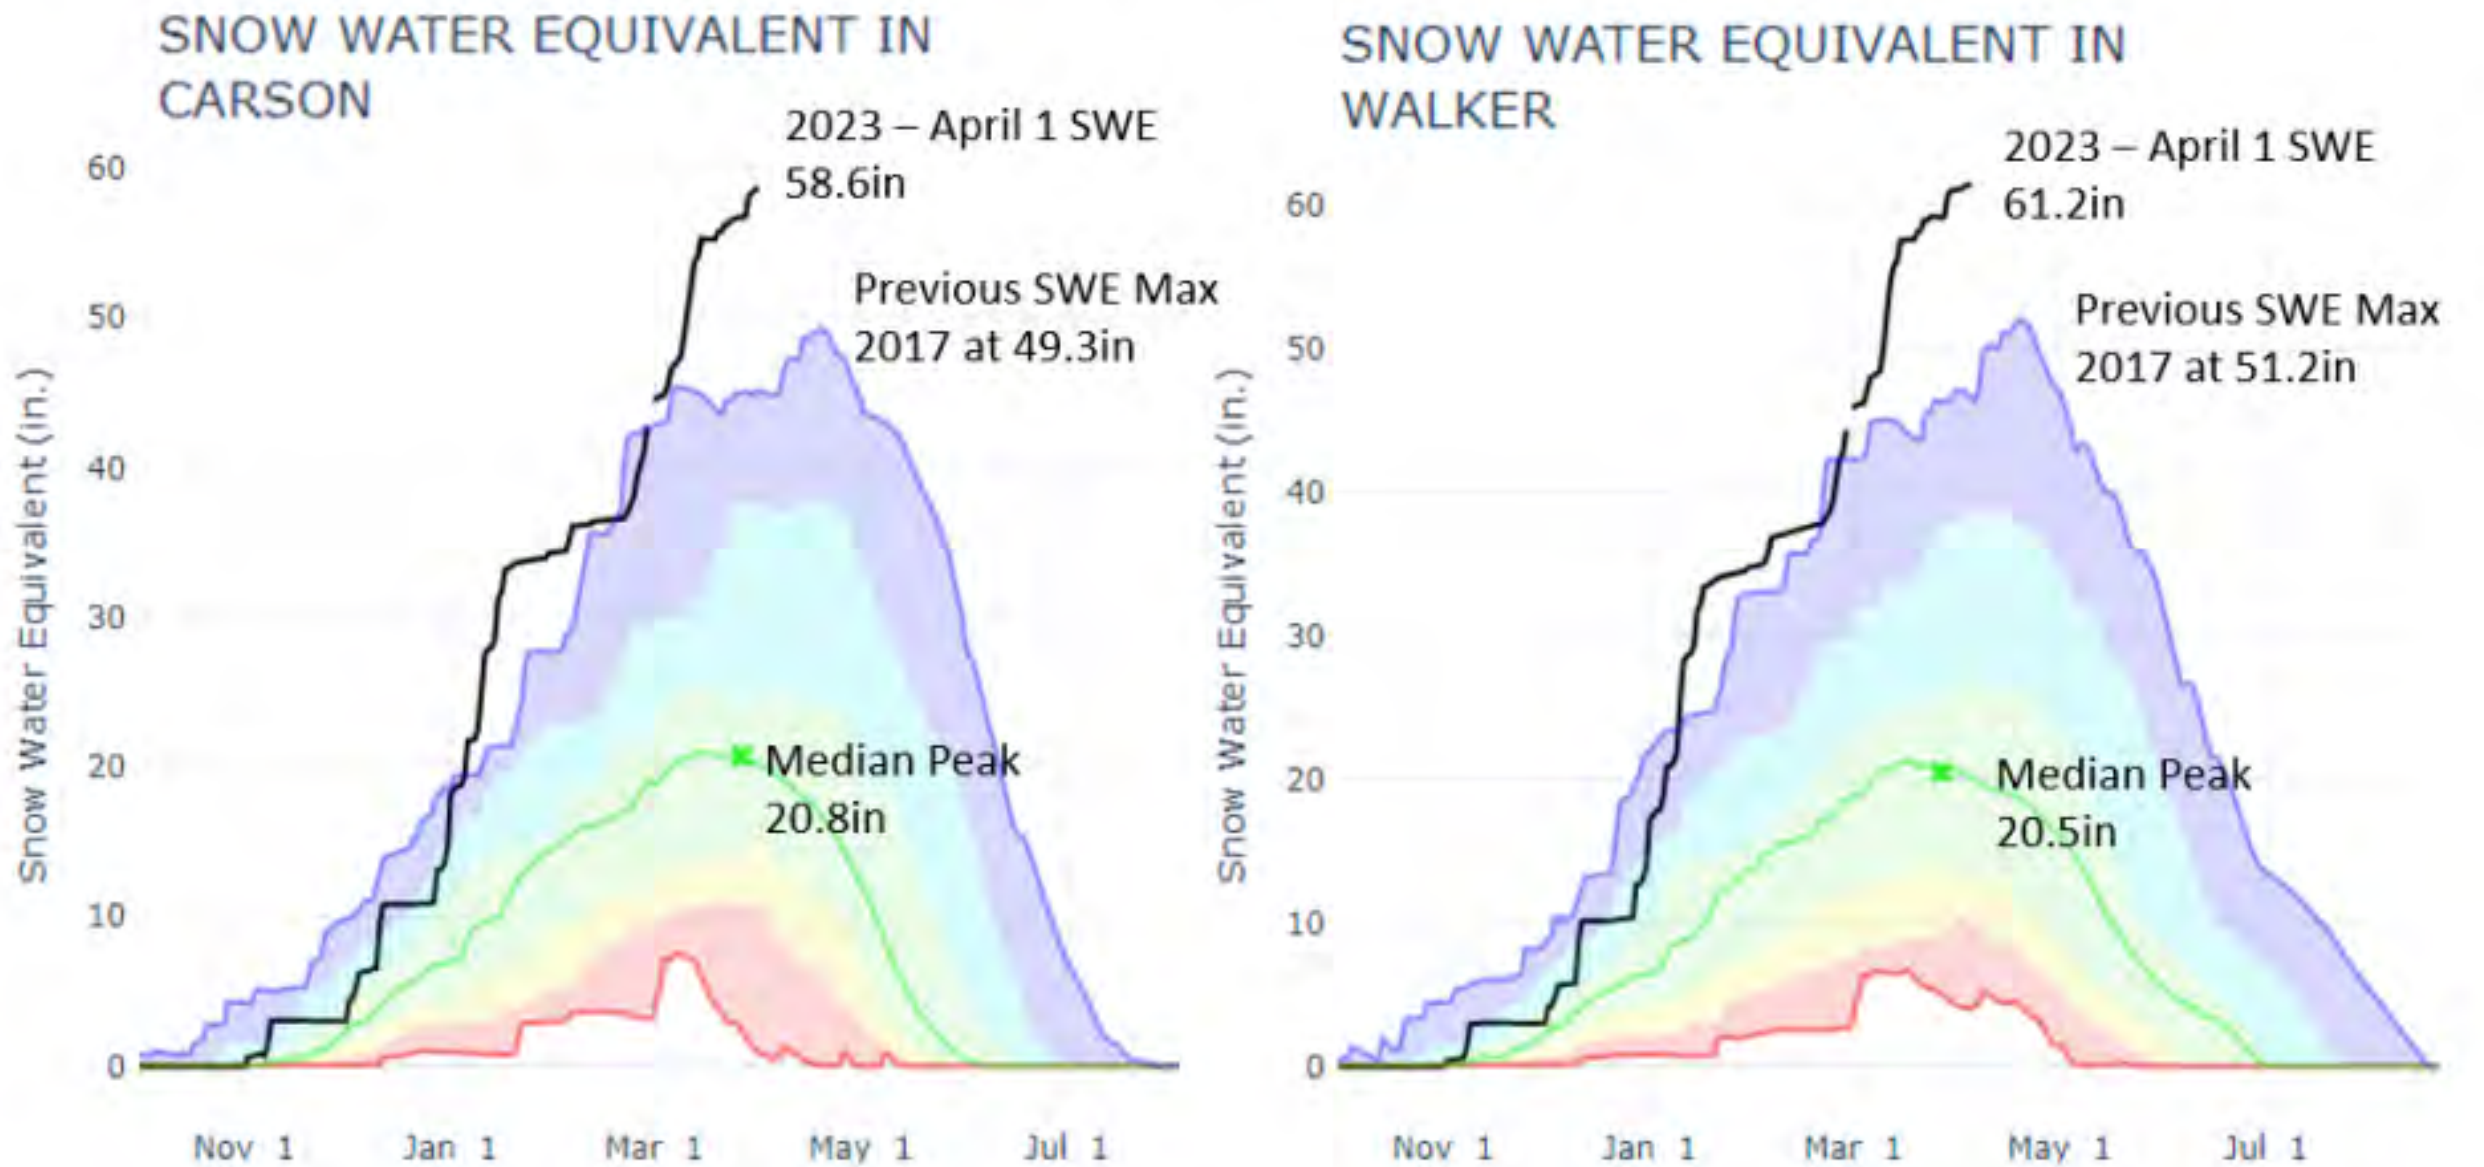 SNOW WATER EQUIVALENT IN
CARSON
2023 – April 1 SWE
58.6in
Previous SWE Max
2017 at 49.3in
Median Peak
20.8in
Snow Water Equivalent (in.)
60
50
40
30
20
10
0
Nov 1
Jan 1
Mar 1
May 1
Jul 1
SNOW WATER EQUIVALENT IN
WALKER
2023 – April 1 SWE
61.2in
Previous SWE Max
2017 at 51.2in
Median Peak
20.5in
Snow Water Equivalent (in.)
60
50
40
30
20
10
0
Nov 1
Jan 1
Mar 1
May 1
Jul 1